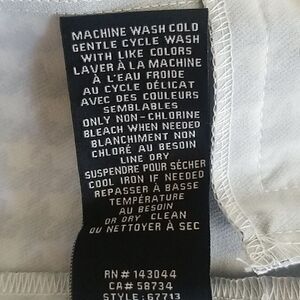 MACHINE WASH COLD
GENTLE CYCLE WASH
WITH LIKE COLORS
LAVER À LA MACHINE
À L'EAU FROIDE
AU CYCLE DÉLICAT
AVEC DES COULEURS
SEMBLABLES
ONLY NON-CHLORINE
BLEACH WHEN NEEDED
BLANCHIMENT NON
CHLORÉ AU BESOIN
LINE DRY
SUSPENDRE POUR SÉCHER
COOL IRON IF NEEDED
REPASSER À BASSE
TEMPÉRATURE
AU BESOIN
OR DRY CLEAN
OU NETTOYER À SEC
RN# 143044
CA# 58734
STYLE: 67713